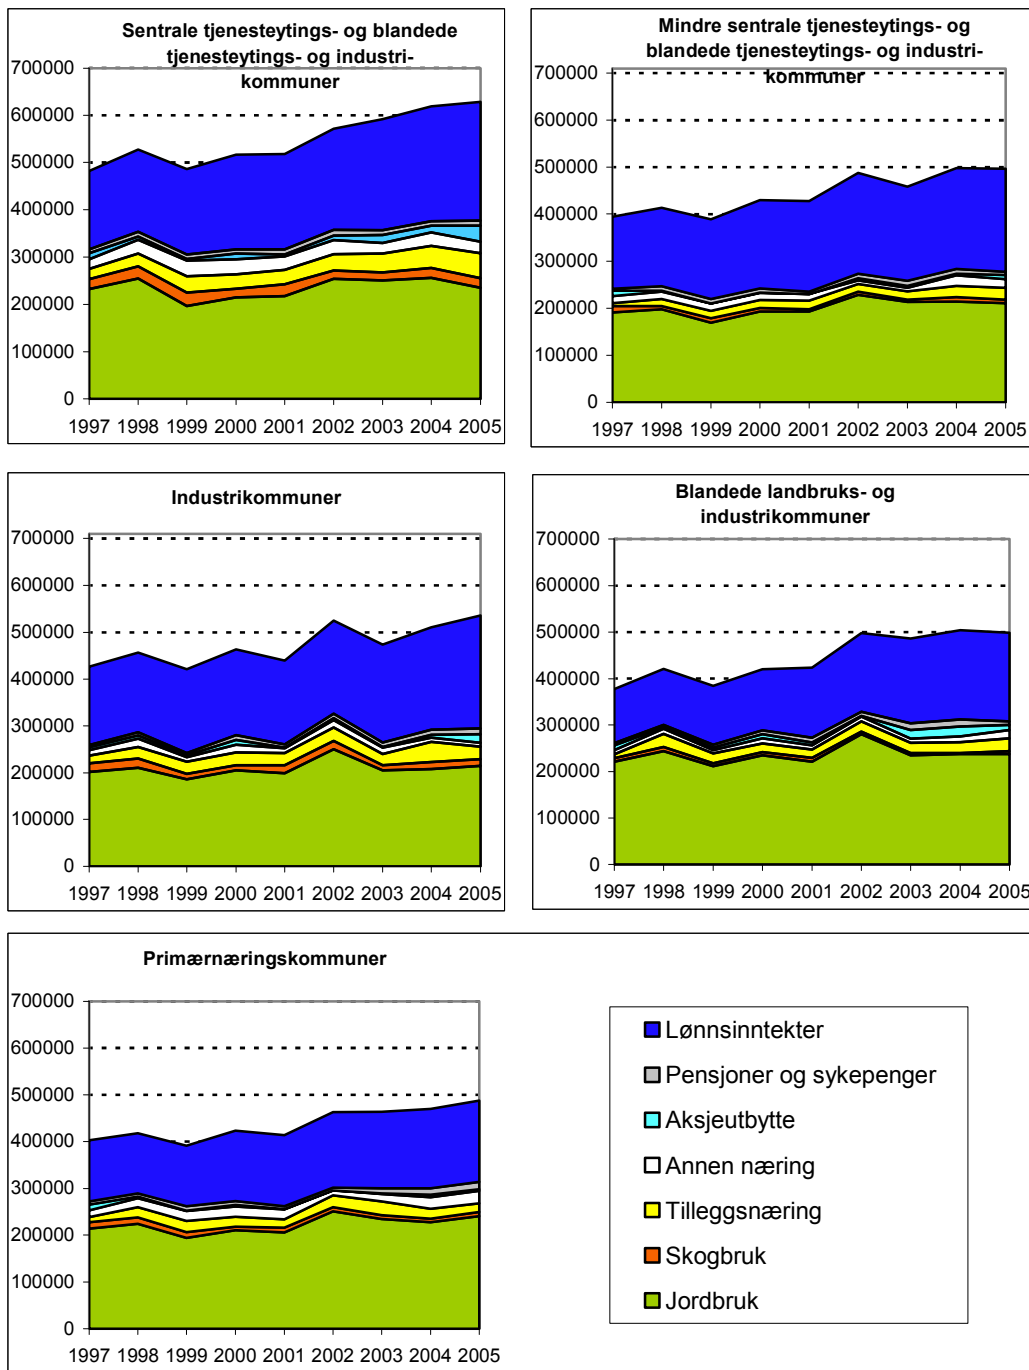 Sentrale tjenesteytings- og blandede
tjenesteytings- og industri-
kommuner
700000
600000
500000
400000
300000
200000
100000
0
1997 1998 1999 2000 2001 2002 2003 2004 2005
Mindre sentrale tjenesteytings- og
blandede tjenesteytings- og industri-
kommuner
700000
600000
500000
400000
300000
200000
100000
0
1997 1998 1999 2000 2001 2002 2003 2004 2005
Industrikommuner
700000
600000
500000
400000
300000
200000
100000
0
1997 1998 1999 2000 2001 2002 2003 2004 2005
Blandede landbruks- og
industrikommuner
700000
600000
500000
400000
300000
200000
100000
0
1997 1998 1999 2000 2001 2002 2003 2004 2005
Primærnæringskommuner
700000
600000
500000
400000
300000
200000
100000
0
1997 1998 1999 2000 2001 2002 2003 2004 2005
Lønnsinntekter
Pensjoner og sykepenger
Aksjeutbytte
Annen næring
Tilleggsnæring
Skogbruk
Jordbruk